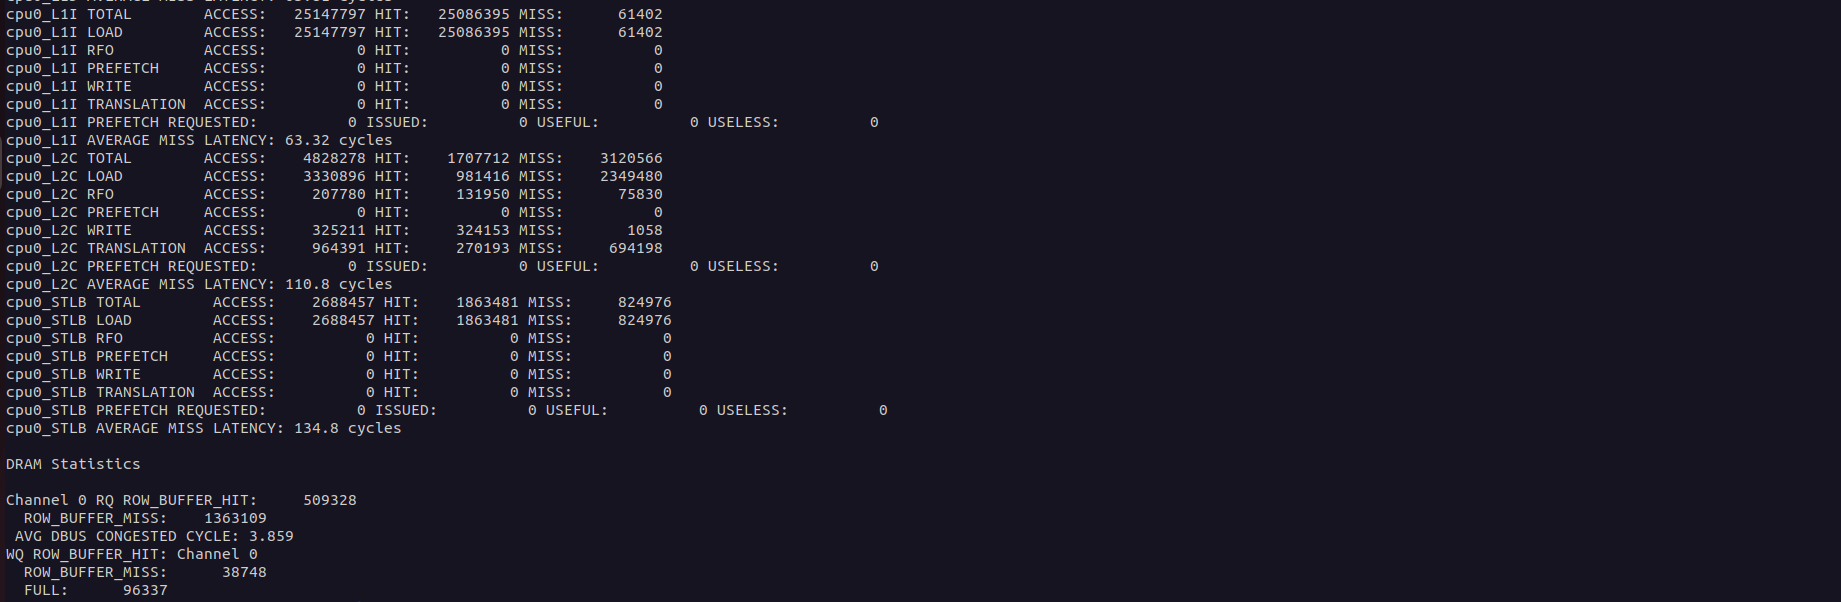 cpu0_L1I TOTAL        ACCESS:   25147797 HIT:   25086395 MISS:      61402
cpu0_L1I LOAD         ACCESS:   25147797 HIT:   25086395 MISS:      61402
cpu0_L1I RFO          ACCESS:          0 HIT:          0 MISS:          0
cpu0_L1I PREFETCH     ACCESS:          0 HIT:          0 MISS:          0
cpu0_L1I WRITE        ACCESS:          0 HIT:          0 MISS:          0
cpu0_L1I TRANSLATION  ACCESS:          0 HIT:          0 MISS:          0
cpu0_L1I PREFETCH REQUESTED:          0 ISSUED:          0 USEFUL:          0 USELESS:          0
cpu0_L1I AVERAGE MISS LATENCY: 63.32 cycles
cpu0_L2C TOTAL        ACCESS:    4828278 HIT:    1707712 MISS:    3120566
cpu0_L2C LOAD         ACCESS:    3330896 HIT:     981416 MISS:    2349480
cpu0_L2C RFO          ACCESS:     207780 HIT:     131950 MISS:      75830
cpu0_L2C PREFETCH     ACCESS:          0 HIT:          0 MISS:          0
cpu0_L2C WRITE        ACCESS:     325211 HIT:     324153 MISS:       1058
cpu0_L2C TRANSLATION  ACCESS:     964391 HIT:     270193 MISS:     694198
cpu0_L2C PREFETCH REQUESTED:          0 ISSUED:          0 USEFUL:          0 USELESS:          0
cpu0_L2C AVERAGE MISS LATENCY: 110.8 cycles
cpu0_STLB TOTAL        ACCESS:    2688457 HIT:    1863481 MISS:     824976
cpu0_STLB LOAD         ACCESS:    2688457 HIT:    1863481 MISS:     824976
cpu0_STLB RFO          ACCESS:          0 HIT:          0 MISS:          0
cpu0_STLB PREFETCH     ACCESS:          0 HIT:          0 MISS:          0
cpu0_STLB WRITE        ACCESS:          0 HIT:          0 MISS:          0
cpu0_STLB TRANSLATION  ACCESS:          0 HIT:          0 MISS:          0
cpu0_STLB PREFETCH REQUESTED:          0 ISSUED:          0 USEFUL:          0 USELESS:          0
cpu0_STLB AVERAGE MISS LATENCY: 134.8 cycles

DRAM Statistics

Channel 0 RQ ROW_BUFFER_HIT:     509328
  ROW_BUFFER_MISS:    1363109
 AVG DBUS CONGESTED CYCLE: 3.859
WQ ROW_BUFFER_HIT: Channel 0
  ROW_BUFFER_MISS:      38748
  FULL:      96337